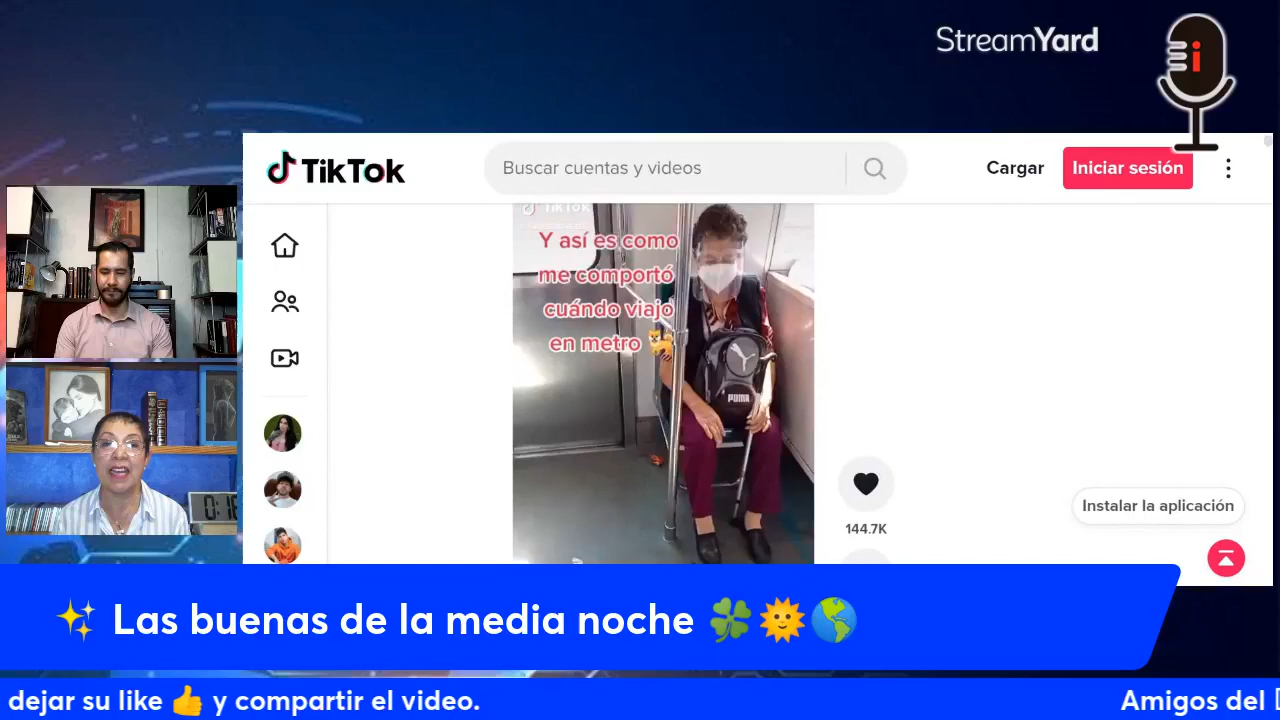 StreamYard
i
TikTok
Buscar cuentas y videos
Cargar
Iniciar sesión
TikTok
Y así es como
me comportó
cuándo viajo
en metro
PUMA
144.7K
Instalar la aplicación
✨ Las buenas de la media noche 🍀🌞🌎
dejar su like 👍 y compartir el video.
Amigos del